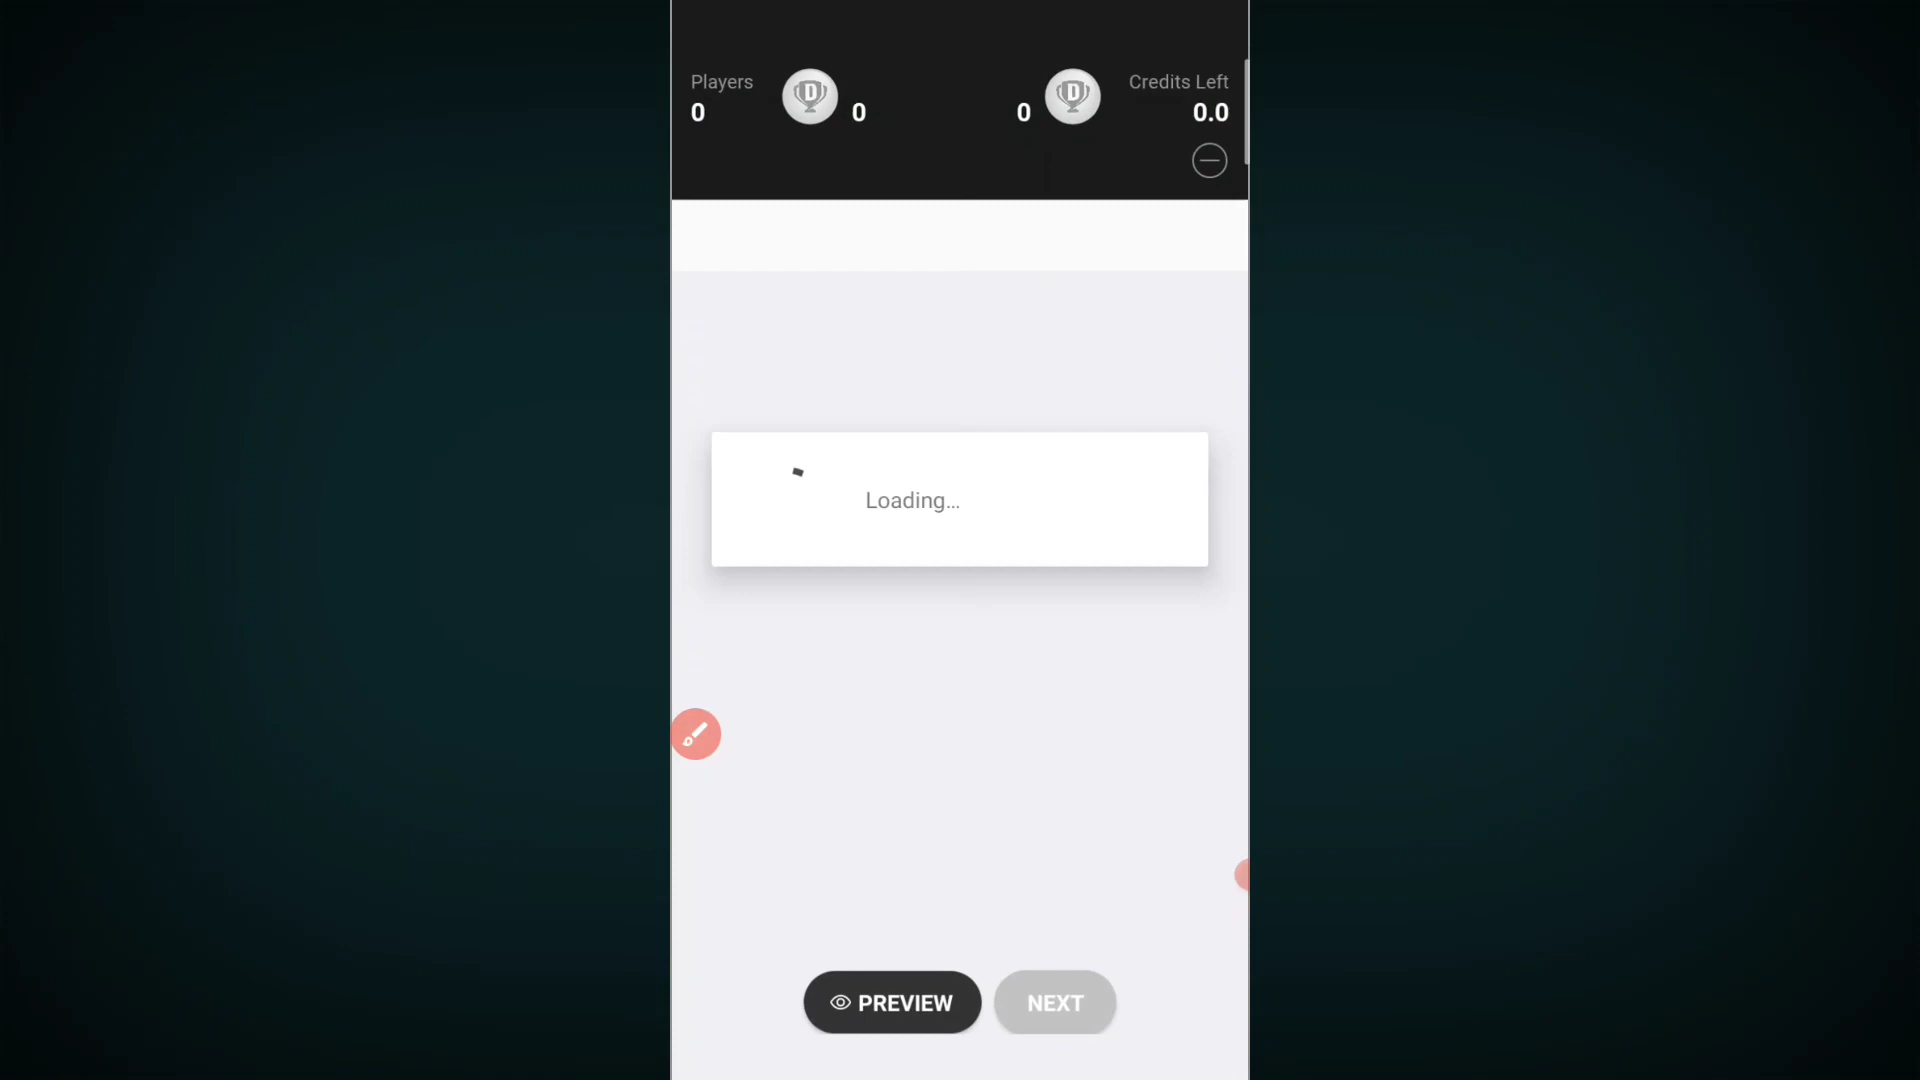 Players
0
D
0
0
D
Credits Left
0.0
Loading...
PREVIEW
NEXT